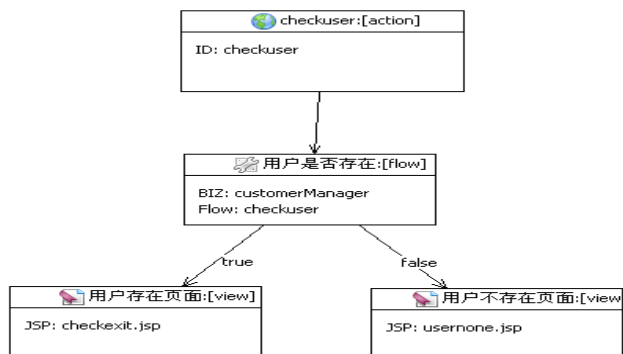 checkuser:[action]
ID: checkuser
用户是否存在:[flow]
BIZ: customerManager
Flow: checkuser
true
false
用户存在页面:[view]
JSP: checkexit.jsp
用户不存在页面:[view
JSP: usernone.jsp